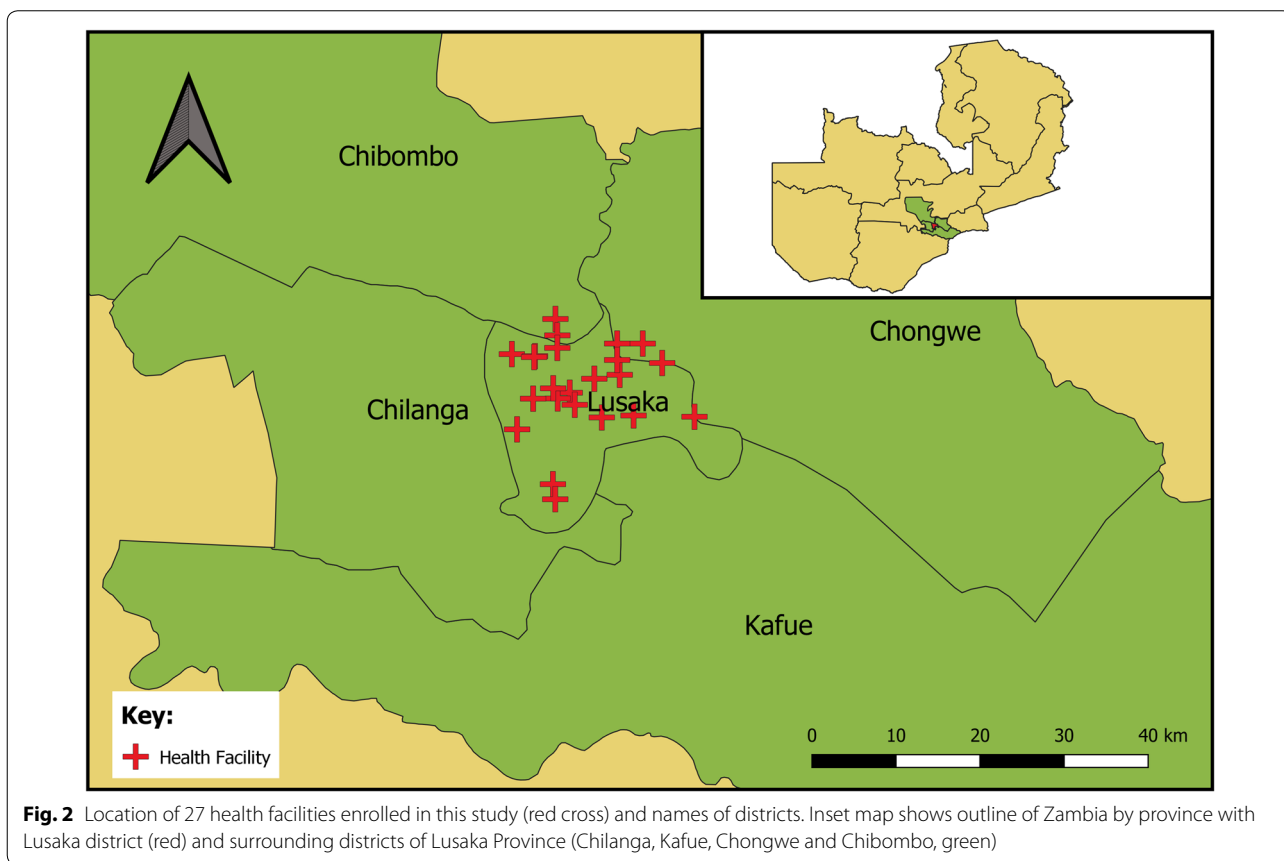 Chibombo
Chongwe
Chilanga
Lusaka
Kafue
Key:
Health Facility
0 10 20 30 40 km
Fig. 2 Location of 27 health facilities enrolled in this study (red cross) and names of districts. Inset map shows outline of Zambia by province with
Lusaka district (red) and surrounding districts of Lusaka Province (Chilanga, Kafue, Chongwe and Chibombo, green)